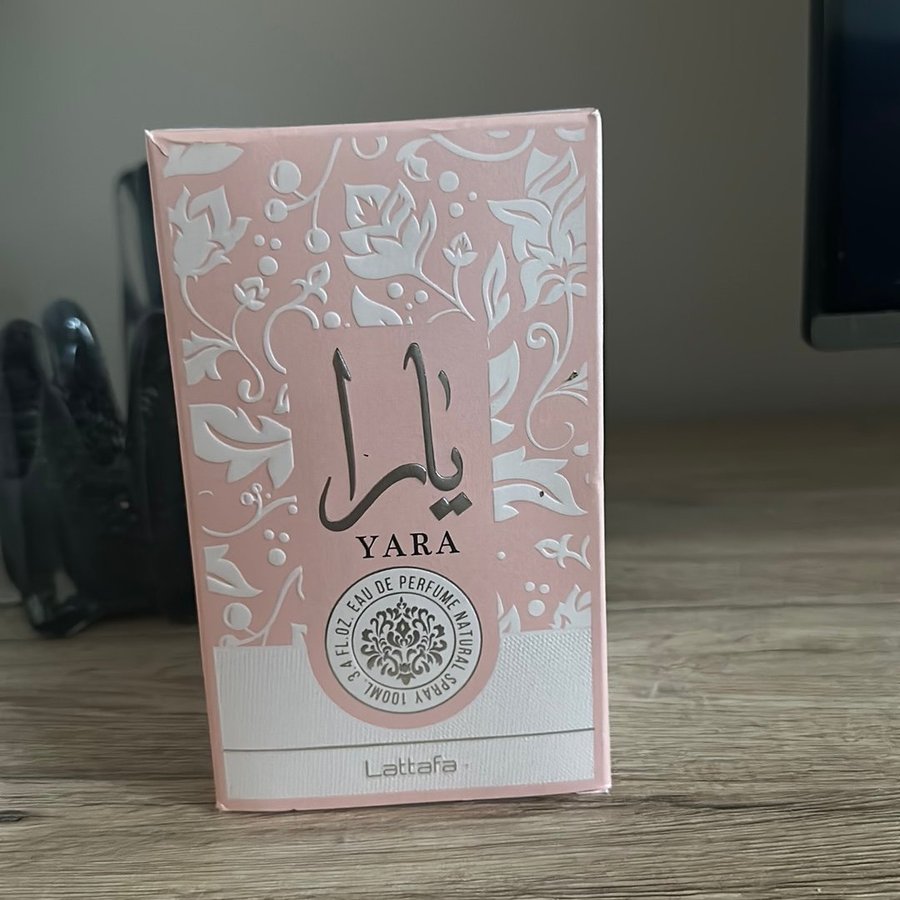 يارا
YARA
EAU DE PERFUME NATURAL SPRAY 100ML. 3.4 FL.OZ.
Lattafa